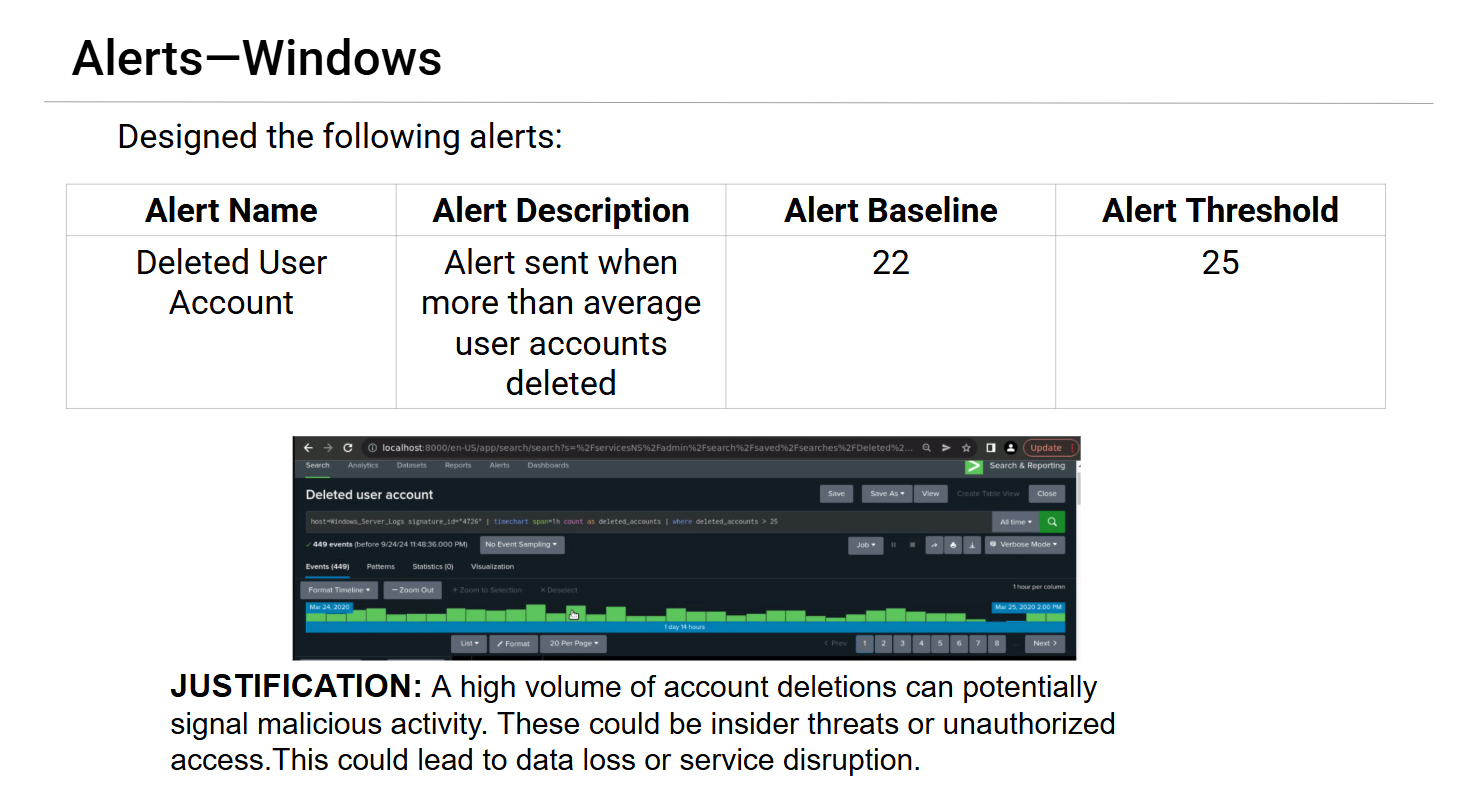 Alerts—Windows
Designed the following alerts:
Alert Name Alert Description Alert Baseline Alert Threshold
Deleted User Account
Alert sent when more than average user accounts deleted
22
25
localhost:8000/en-US/app/search/search?s=%2FservicesNS%2Fadmin%2Fsearch%2Fsaved%2Fsearches%2FDeleted%2... Update
Search Analytics Datasets Reports Alerts Dashboards Search & Reporting
Deleted user account Save Save As View Create Table View Close
host=Windows_Server_Logs signature_id="4726" | timechart span=1h count as deleted_accounts | where deleted_accounts > 25 All time
449 events (before 9/24/24 11:48:36.000 PM) No Event Sampling Job Verbose Mode
Events (449) Patterns Statistics (0) Visualization
Format Timeline − Zoom Out + Zoom to Selection × Deselect 1 hour per column
Mar 24, 2020 Mar 25, 2020 2:00 PM
1 day 14 hours
List Format 20 Per Page < Prev 1 2 3 4 5 6 7 8 ... Next >
JUSTIFICATION: A high volume of account deletions can potentially
signal malicious activity. These could be insider threats or unauthorized
access.This could lead to data loss or service disruption.